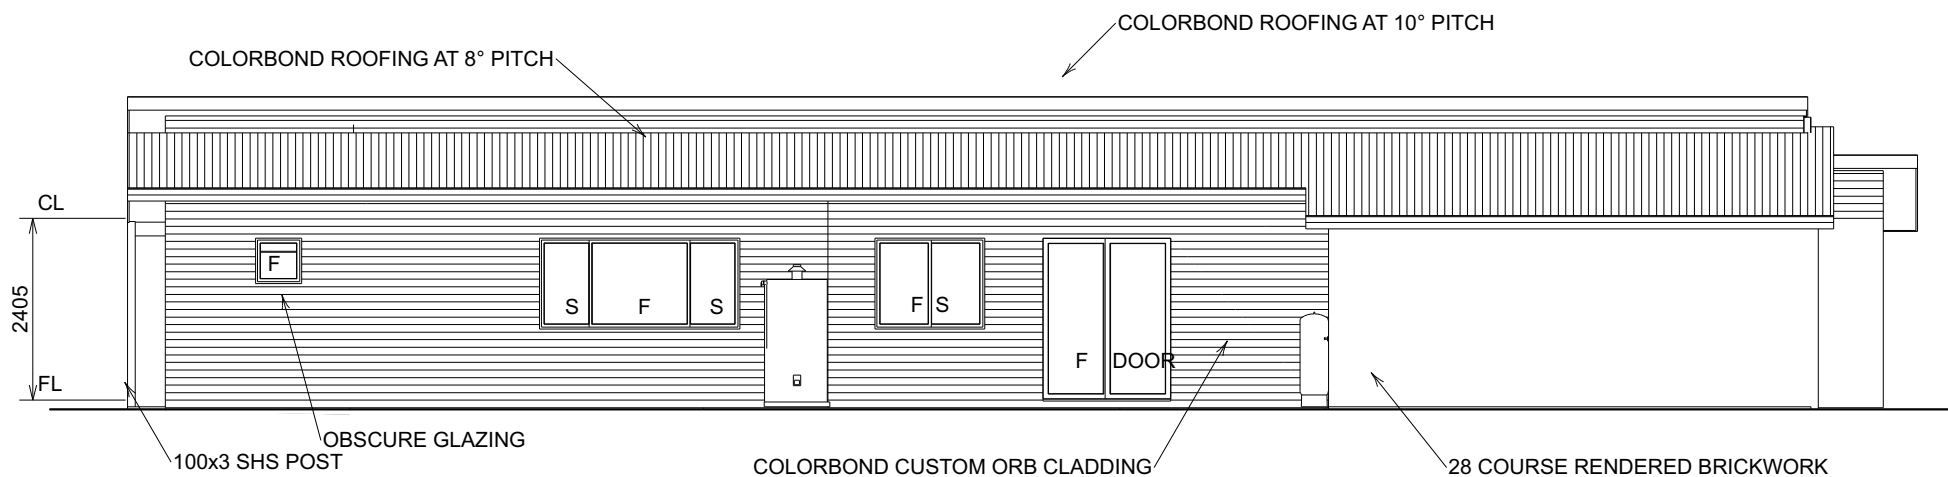 COLORBOND ROOFING AT 10° PITCH
COLORBOND ROOFING AT 8° PITCH
CL
2405
FL
F
S F S
F S
F DOOR
OBSCURE GLAZING
100x3 SHS POST
COLORBOND CUSTOM ORB CLADDING
28 COURSE RENDERED BRICKWORK